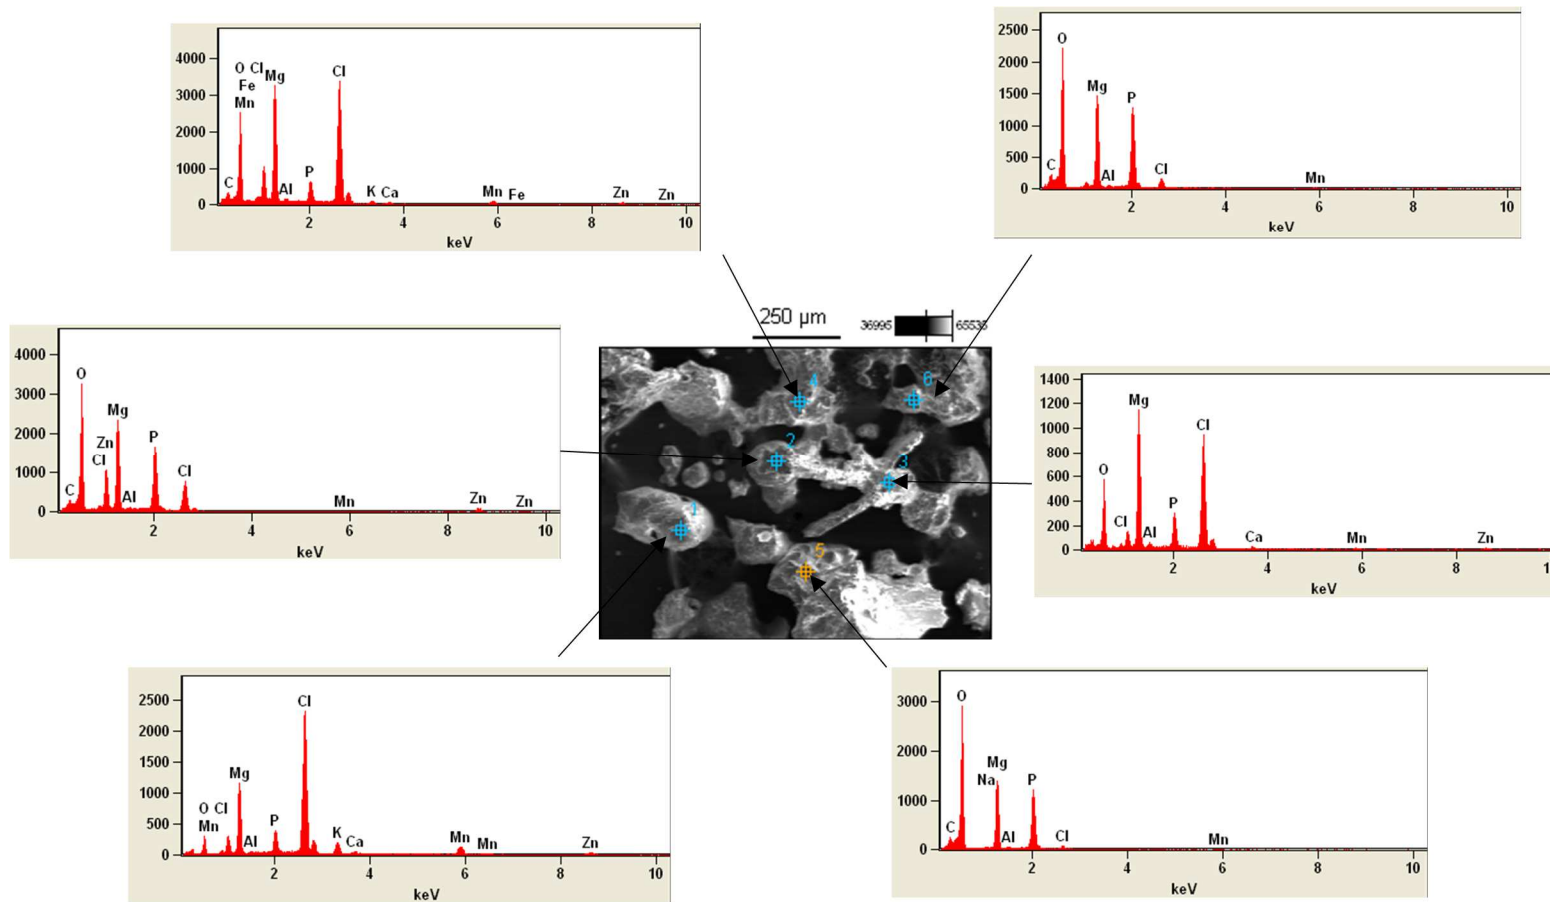 4000
3000
2000
1000
0
O Cl
Fe
Mn
Mg
Cl
C
Al
P
K Ca
Mn Fe
Zn Zn
2 4 6 8 10
keV
2500
2000
1500
1000
500
0
O
Mg
P
C
Al
Cl
Mn
2 4 6 8 10
keV
4000
3000
2000
1000
0
O
Zn
Cl
Mg
P
Cl
C
Al
Mn
Zn Zn
2 4 6 8 10
keV
250 µm
36995 65535
4
6
2
3
1
5
1400
1200
1000
800
600
400
200
0
Mg
Cl
O
P
Cl
Al
Ca
Mn
Zn
2 4 6 8
keV
2500
2000
1500
1000
500
0
Cl
Mg
O Cl
Mn
Al
P
K
Ca
Mn Mn
Zn
2 4 6 8 10
keV
3000
2000
1000
0
O
Mg
Na
P
C
Al
Cl
Mn
2 4 6 8 10
keV